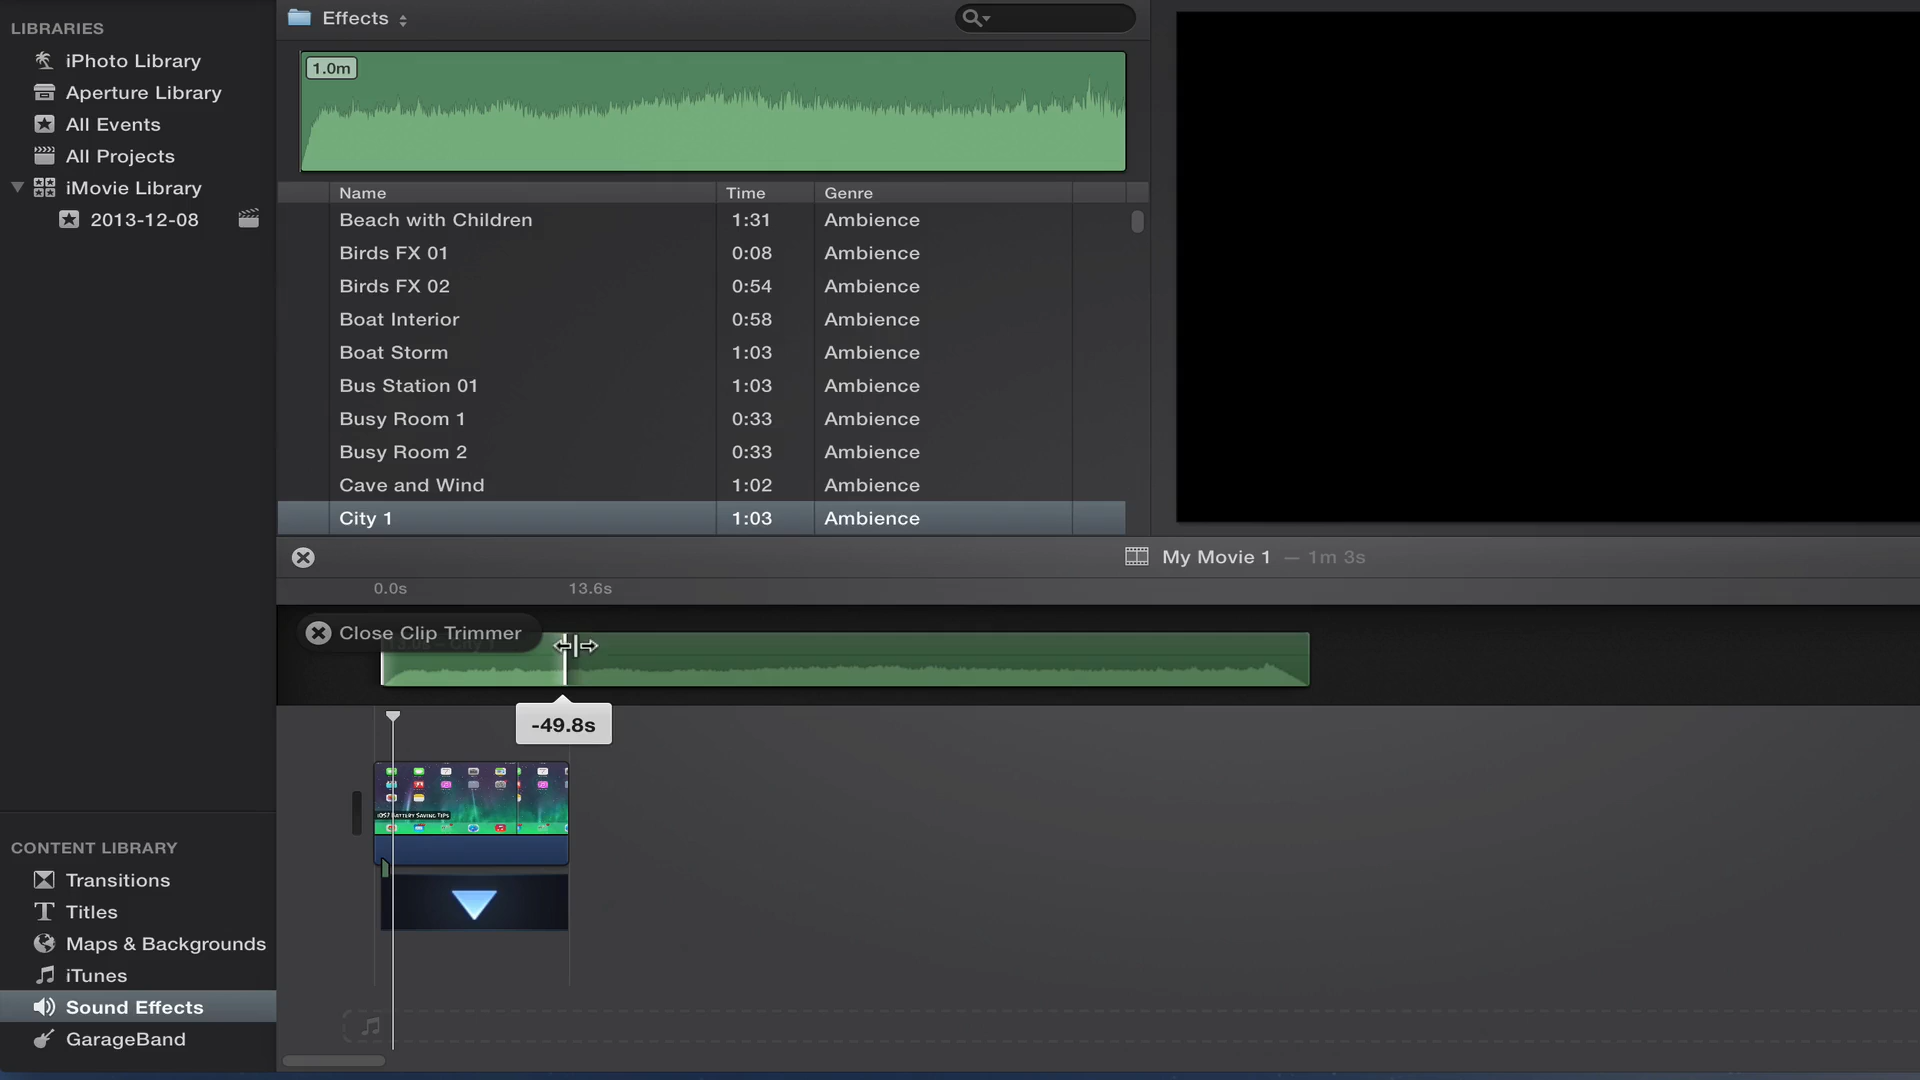 LIBRARIES
iPhoto Library
Aperture Library
All Events
All Projects
iMovie Library
2013-12-08
Effects
1.0m
Name Time Genre
Beach with Children 1:31 Ambience
Birds FX 01 0:08 Ambience
Birds FX 02 0:54 Ambience
Boat Interior 0:58 Ambience
Boat Storm 1:03 Ambience
Bus Station 01 1:03 Ambience
Busy Room 1 0:33 Ambience
Busy Room 2 0:33 Ambience
Cave and Wind 1:02 Ambience
City 1 1:03 Ambience
My Movie 1 — 1m 3s
0.0s 13.6s
Close Clip Trimmer
-49.8s
iOS7 Battery Saving Tips
CONTENT LIBRARY
Transitions
Titles
Maps & Backgrounds
iTunes
Sound Effects
GarageBand